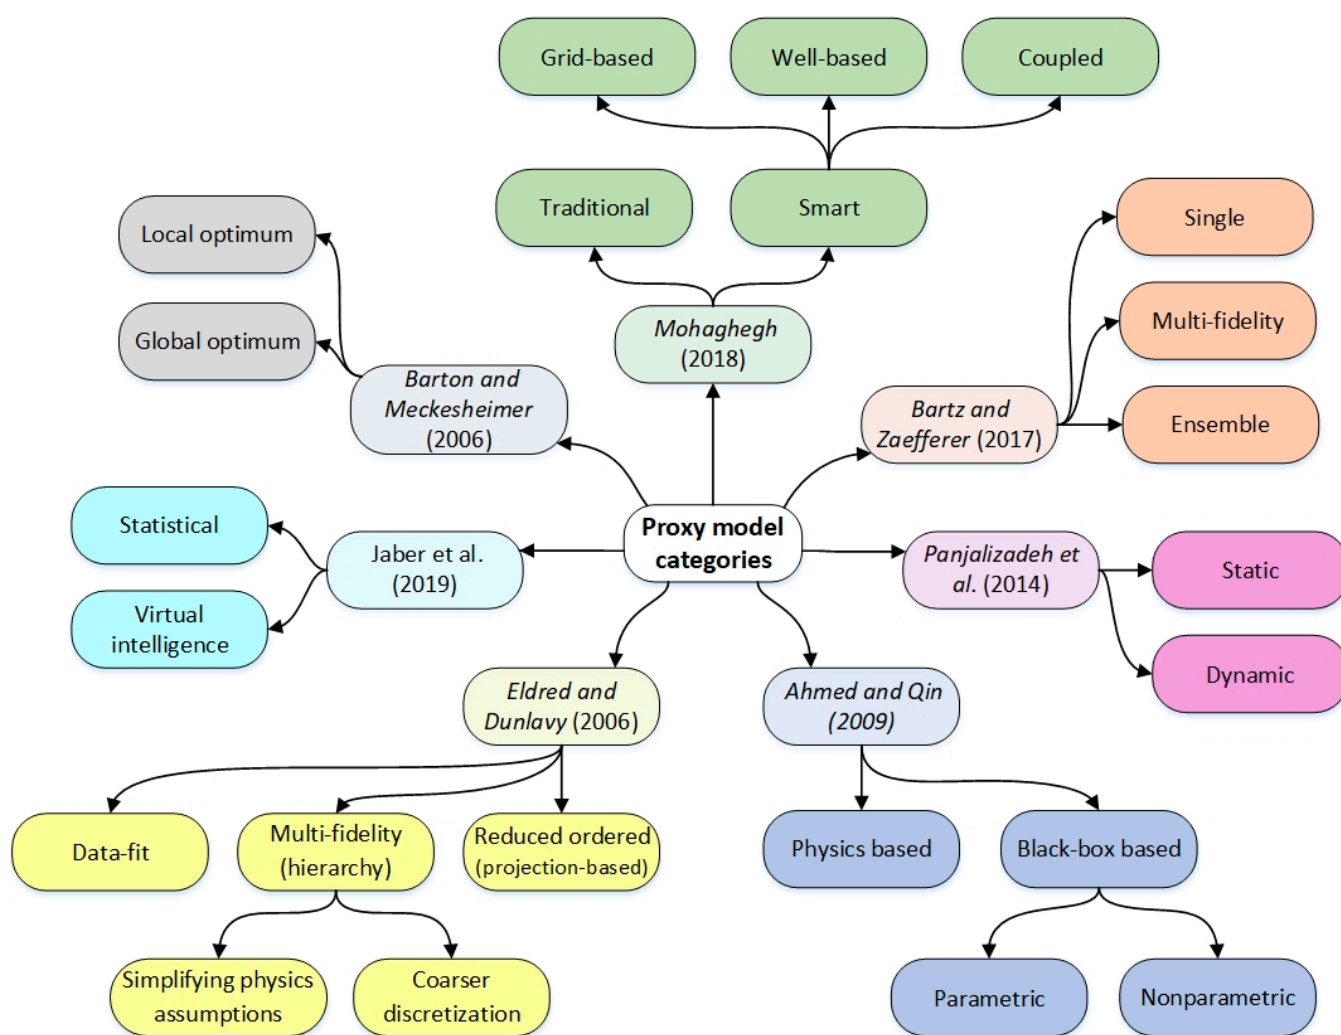 Grid-based
Well-based
Coupled
Traditional
Smart
Single
Local optimum
Multi-fidelity
Global optimum
Mohaghegh
(2018)
Barton and
Meckesheimer
(2006)
Bartz and
Zaefferer (2017)
Ensemble
Statistical
Jaber et al.
(2019)
Proxy model
categories
Panjalizadeh et
al. (2014)
Static
Virtual
intelligence
Dynamic
Eldred and
Dunlavy (2006)
Ahmed and Qin
(2009)
Data-fit
Multi-fidelity
(hierarchy)
Reduced ordered
(projection-based)
Physics based
Black-box based
Simplifying physics
assumptions
Coarser
discretization
Parametric
Nonparametric